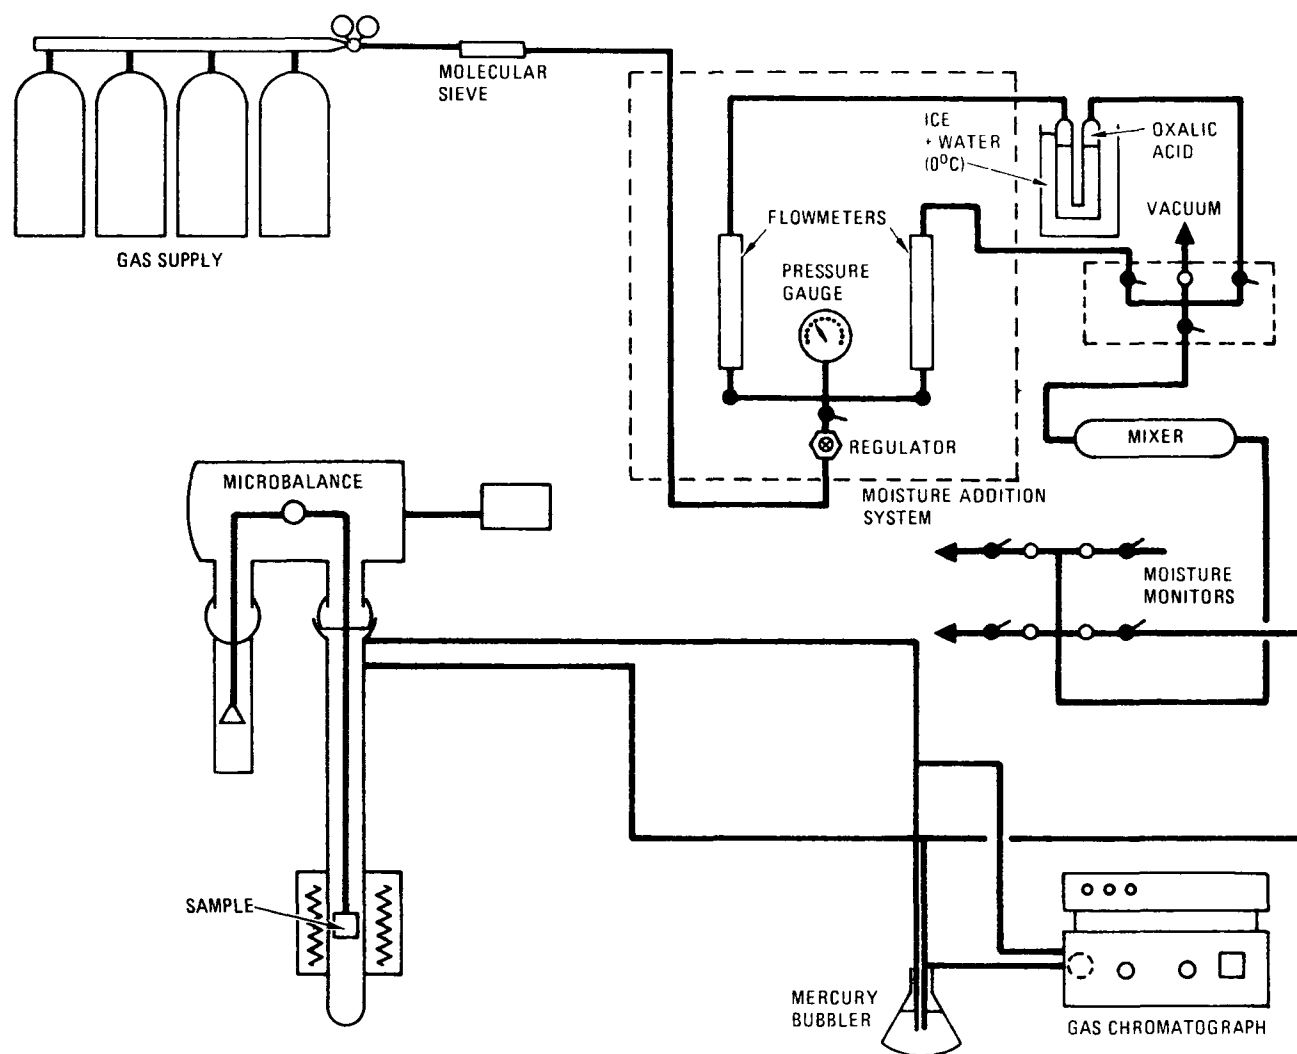 MOLECULAR
SIEVE
GAS SUPPLY
ICE
+ WATER
(0⁰C)
OXALIC
ACID
VACUUM
FLOWMETERS
PRESSURE
GAUGE
REGULATOR
MIXER
MOISTURE ADDITION
SYSTEM
MICROBALANCE
MOISTURE
MONITORS
SAMPLE
MERCURY
BUBBLER
GAS CHROMATOGRAPH